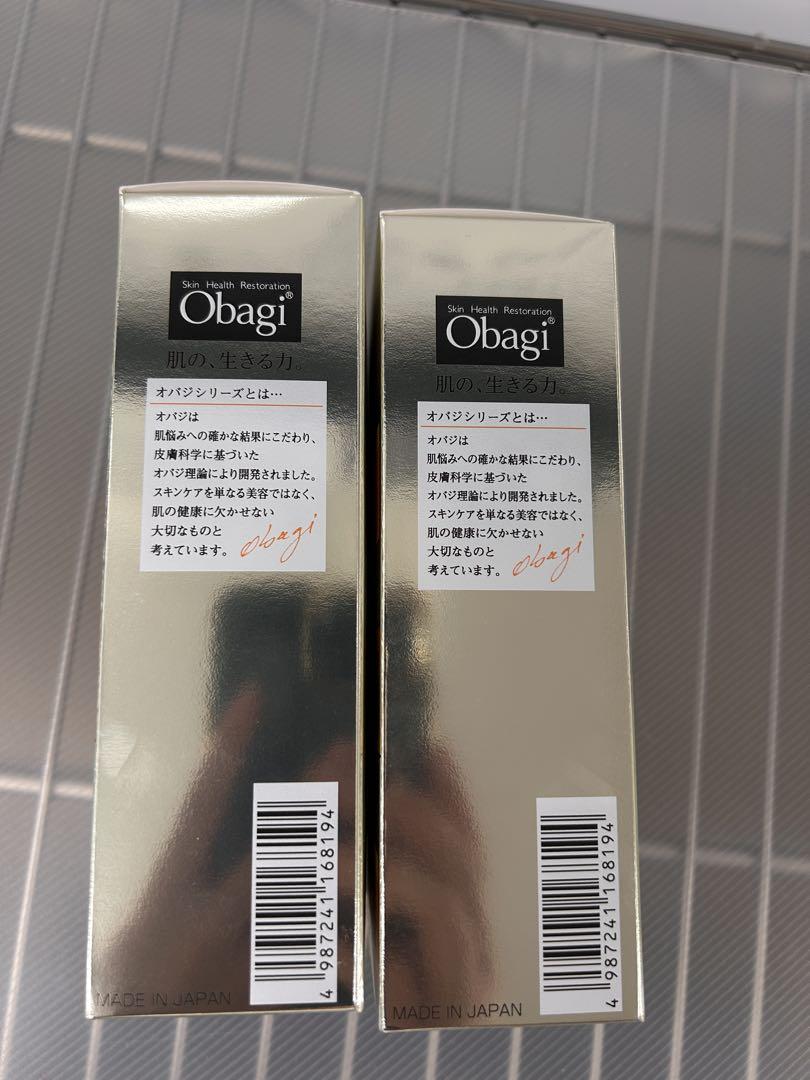 Skin Health Restoration
Obagi®
肌の、生きる力。
オバジシリーズとは…
オバジは
肌悩みへの確かな結果にこだわり、
皮膚科学に基づいた
オバジ理論により開発されました。
スキンケアを単なる美容ではなく、
肌の健康に欠かせない
大切なものと
考えています。
Obagi
4 987241 168194
MADE IN JAPAN
Skin Health Restoration
Obagi®
肌の、生きる力。
オバジシリーズとは…
オバジは
肌悩みへの確かな結果にこだわり、
皮膚科学に基づいた
オバジ理論により開発されました。
スキンケアを単なる美容ではなく、
肌の健康に欠かせない
大切なものと
考えています。
Obagi
4 987241 168194
MADE IN JAPAN